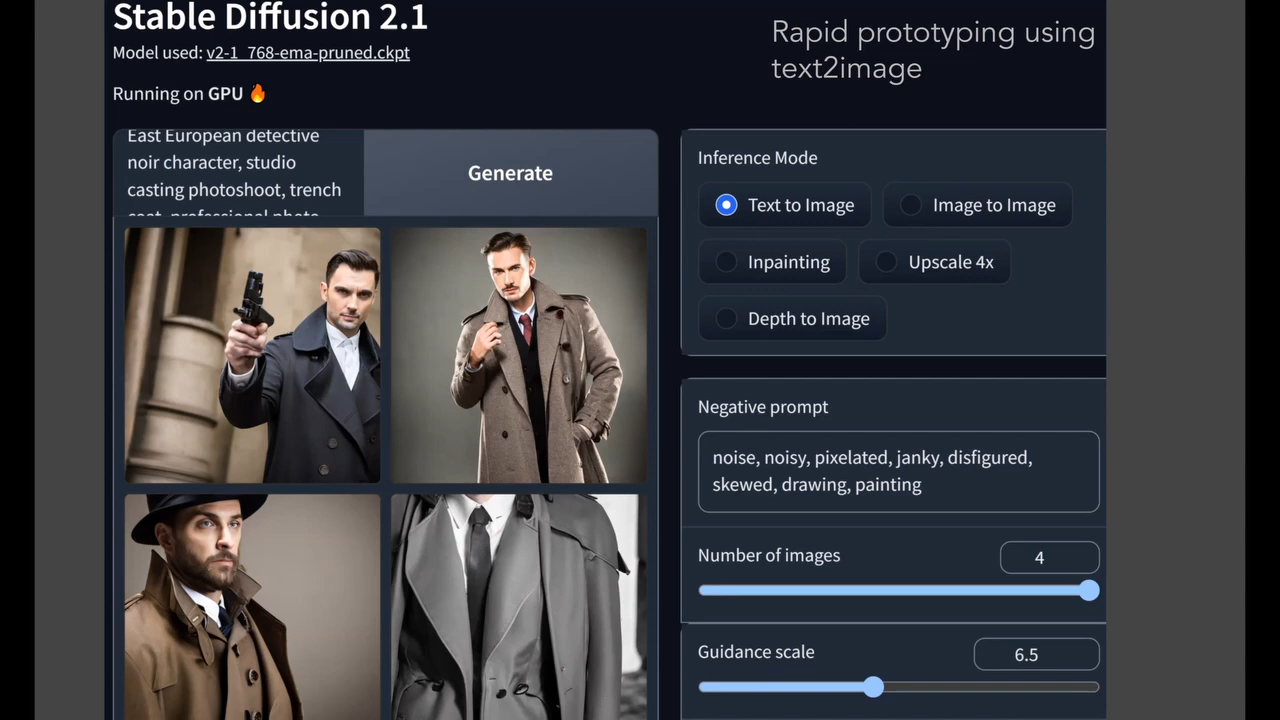 Stable Diffusion 2.1
Model used: v2-1_768-ema-pruned.ckpt
Running on GPU 🔥
Rapid prototyping using
text2image
East European detective
noir character, studio
casting photoshoot, trench
coat, professional photo
Generate
Inference Mode
Text to Image
Image to Image
Inpainting
Upscale 4x
Depth to Image
Negative prompt
noise, noisy, pixelated, janky, disfigured,
skewed, drawing, painting
Number of images
4
Guidance scale
6.5